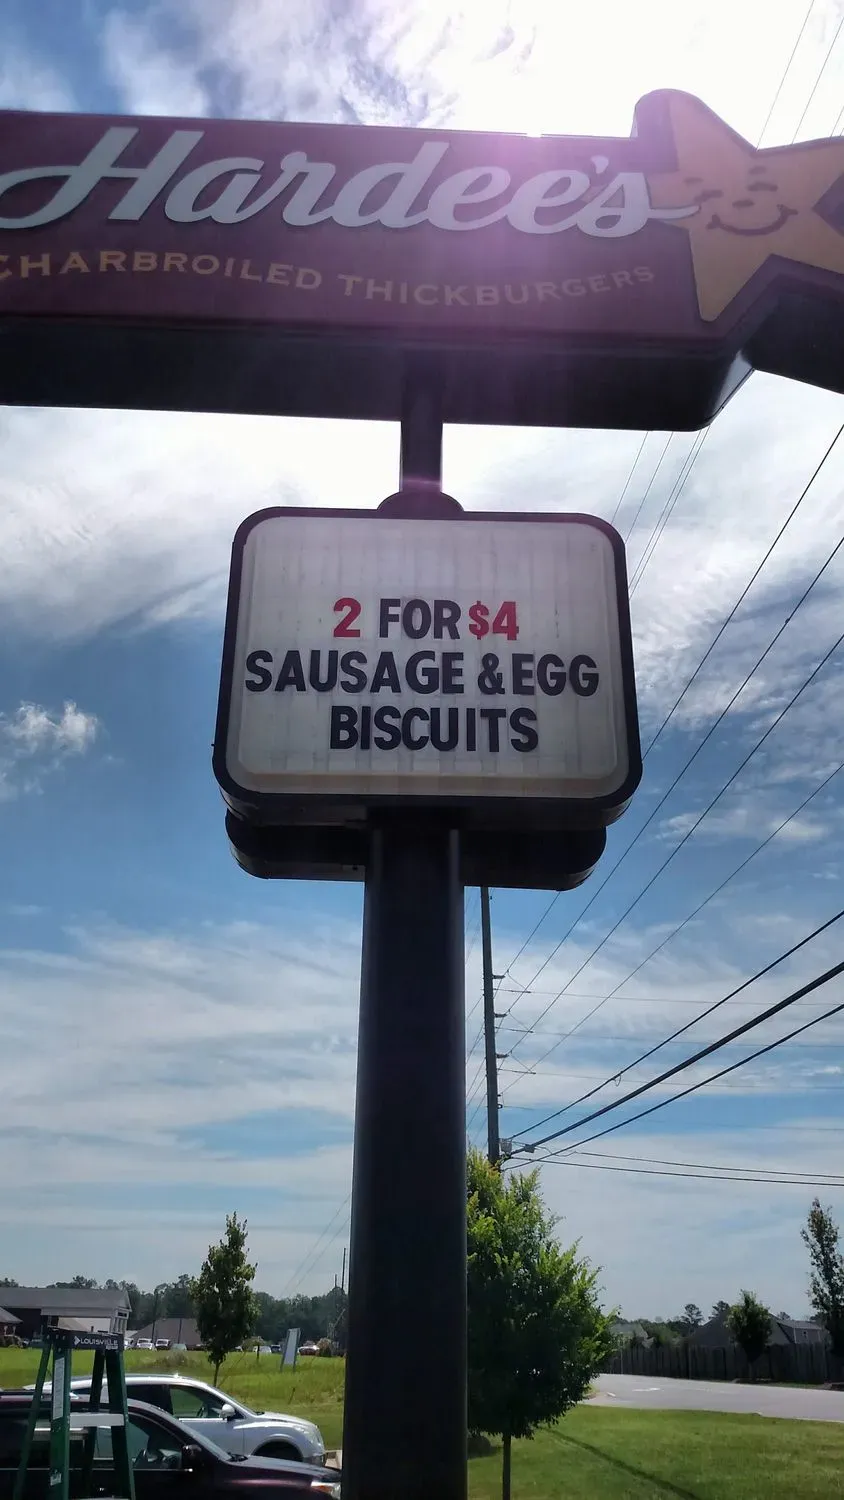 Hardee's
CHARBROILED THICKBURGERS
2 FOR $4
SAUSAGE & EGG
BISCUITS
LOUISVILLE